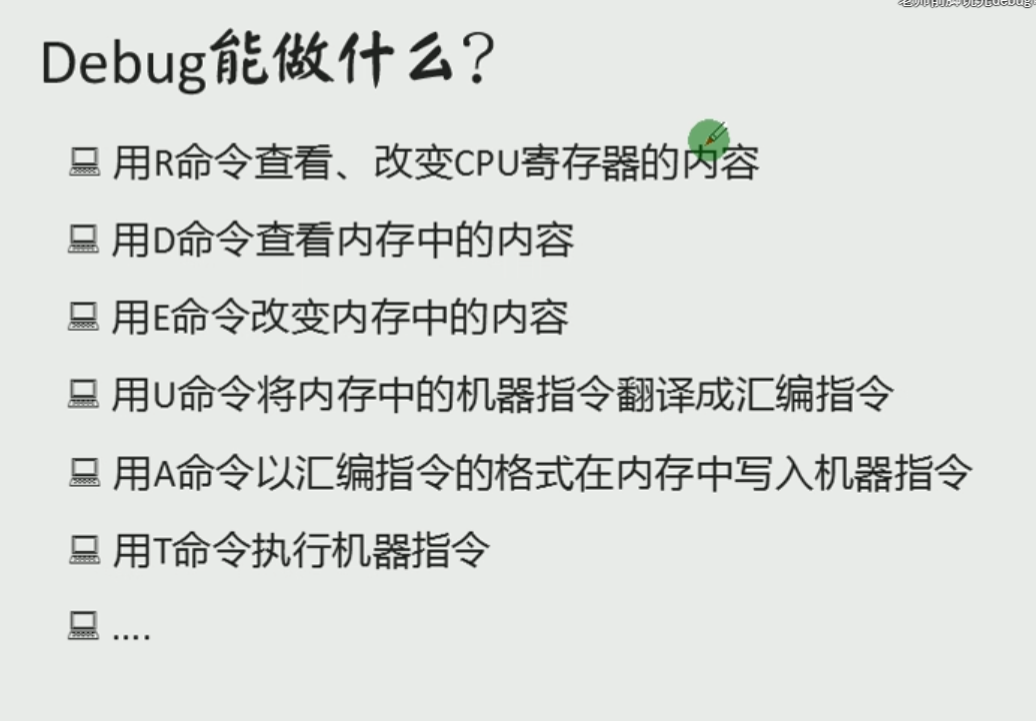 Debug能做什么?
用R命令查看、改变CPU寄存器的内容
用D命令查看内存中的内容
用E命令改变内存中的内容
用U命令将内存中的机器指令翻译成汇编指令
用A命令以汇编指令的格式在内存中写入机器指令
用T命令执行机器指令
....